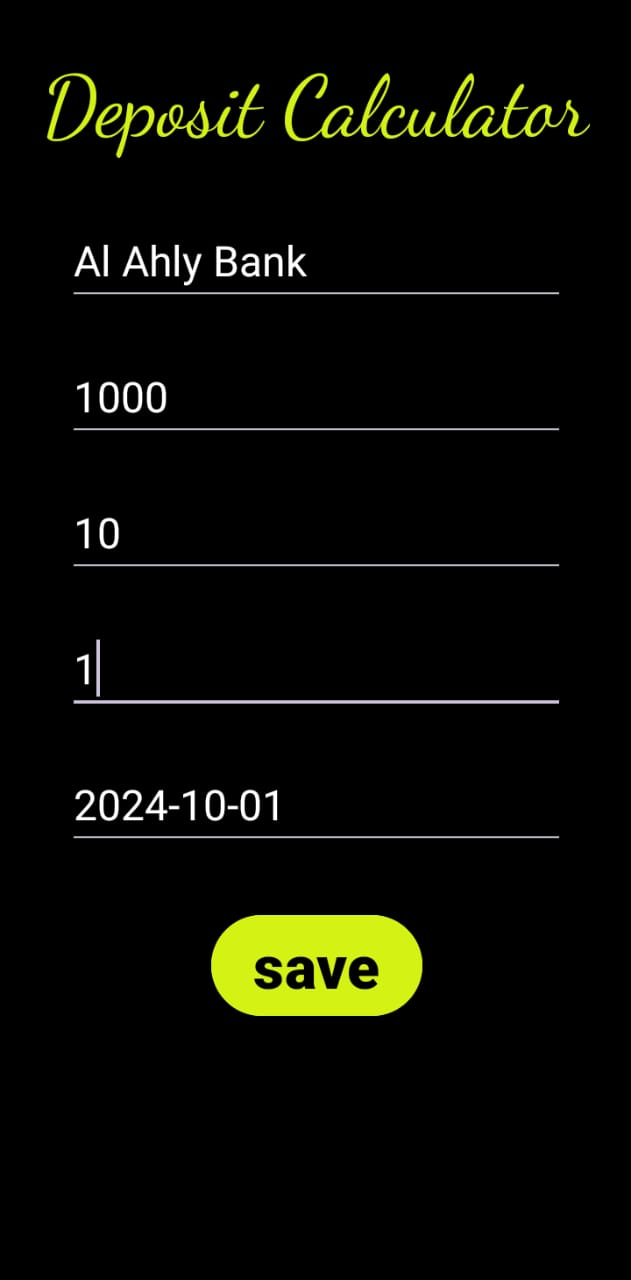 Deposit Calculator
Al Ahly Bank
1000
10
1
2024-10-01
save